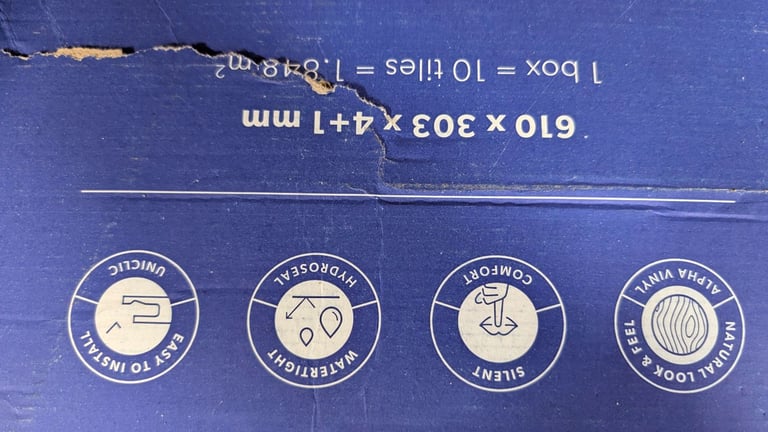 NATURAL LOOK & FEEL
ALPHA VINYL
SILENT
COMFORT
WATERTIGHT
HYDROSEAL
EASY TO INSTALL
UNICLIC
610 x 303 x 4+1 mm
1 box = 10 tiles = 1.848 m²